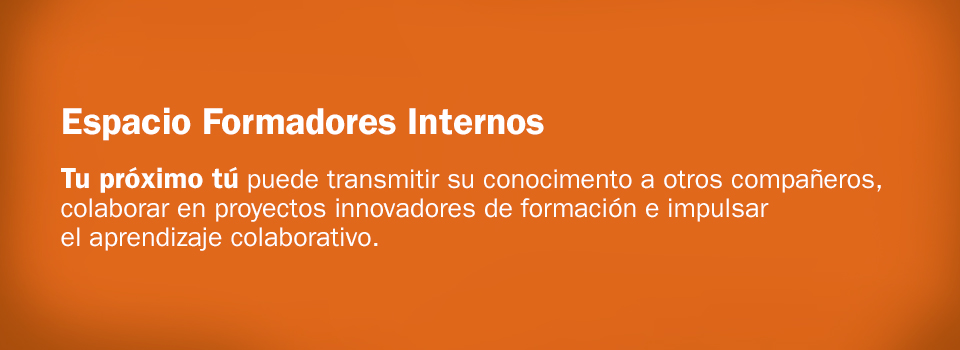 Espacio Formadores Internos
Tu próximo tú puede transmitir su conocimento a otros compañeros,
colaborar en proyectos innovadores de formación e impulsar
el aprendizaje colaborativo.